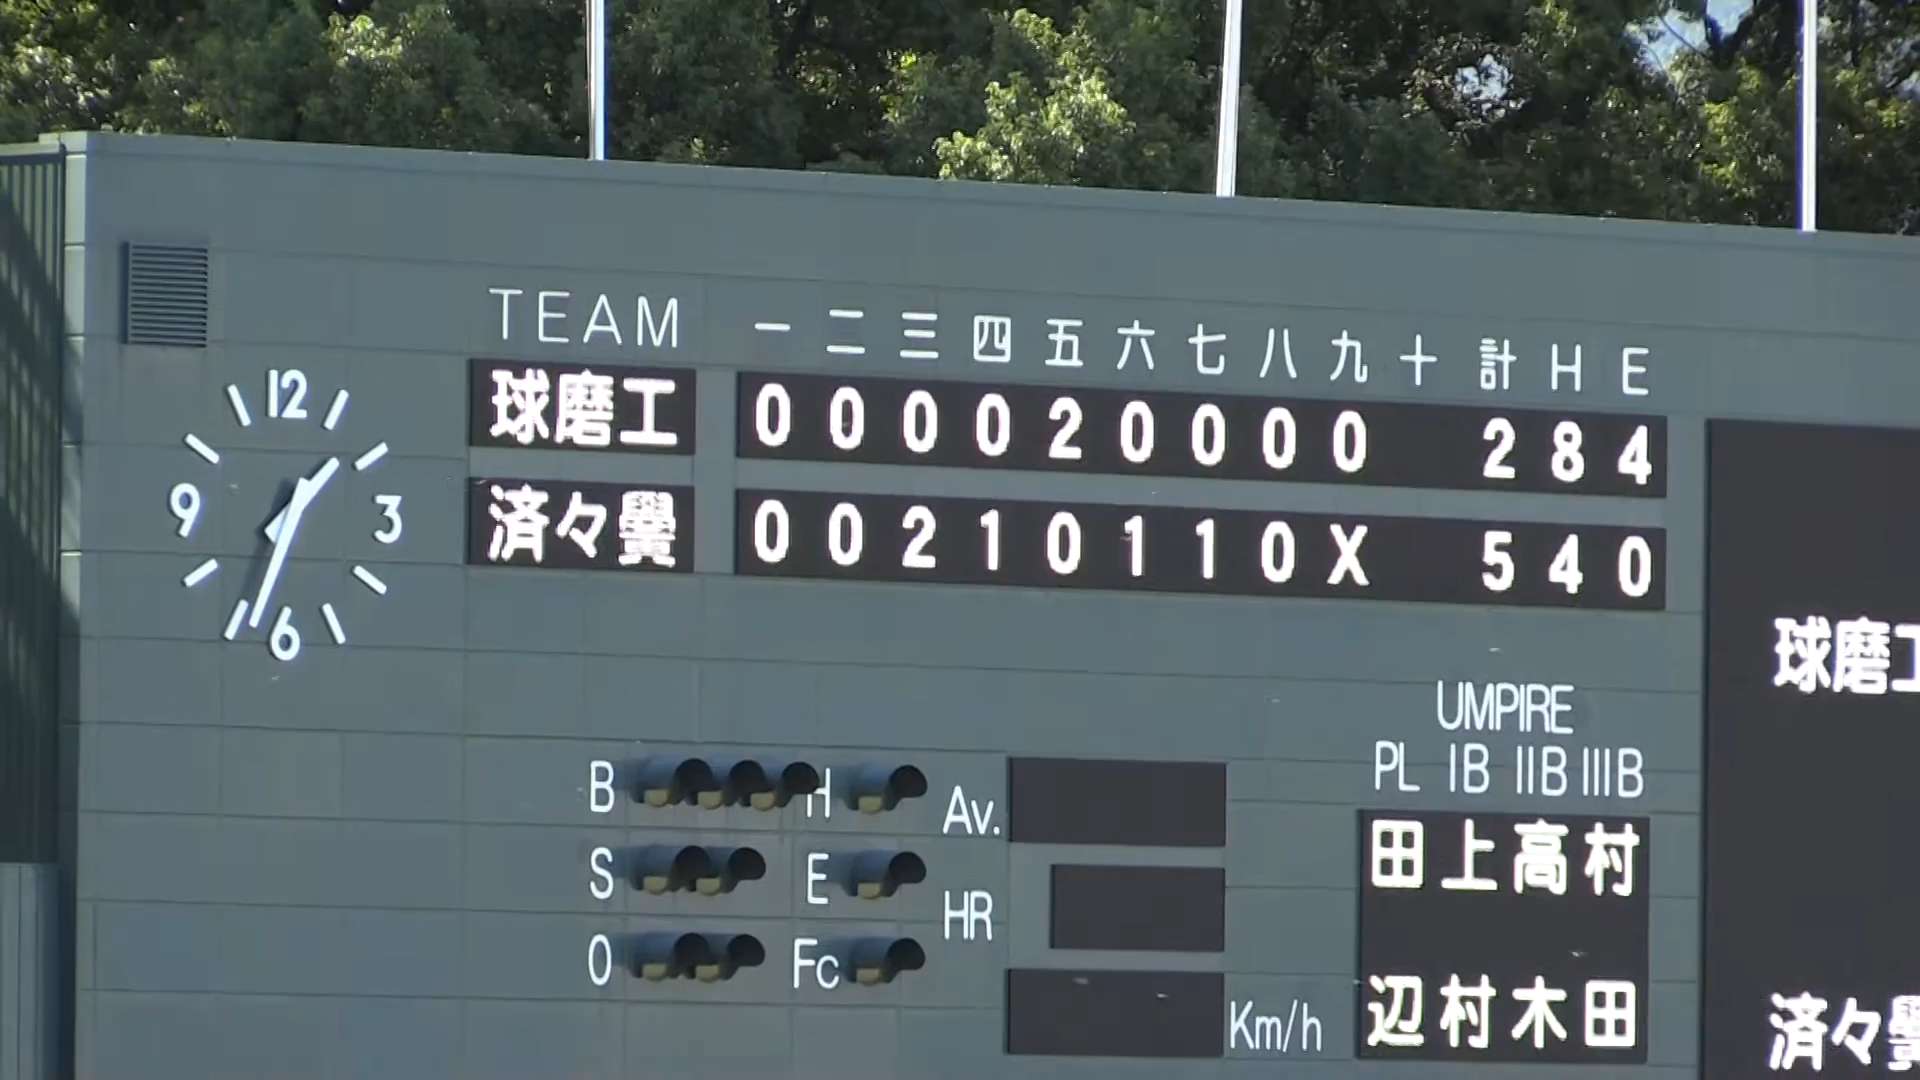 TEAM 一 二 三 四 五 六 七 八 九 十 計 H E
球磨工 0 0 0 0 2 0 0 0 0 2 8 4
済々黌 0 0 2 1 0 1 1 0 X 5 4 0
12
9 3
6
球磨工
UMPIRE
PL IB IIB IIIB
B H Av.
S E HR
O Fc Km/h
田 上 高 村
辺 村 木 田
済々黌